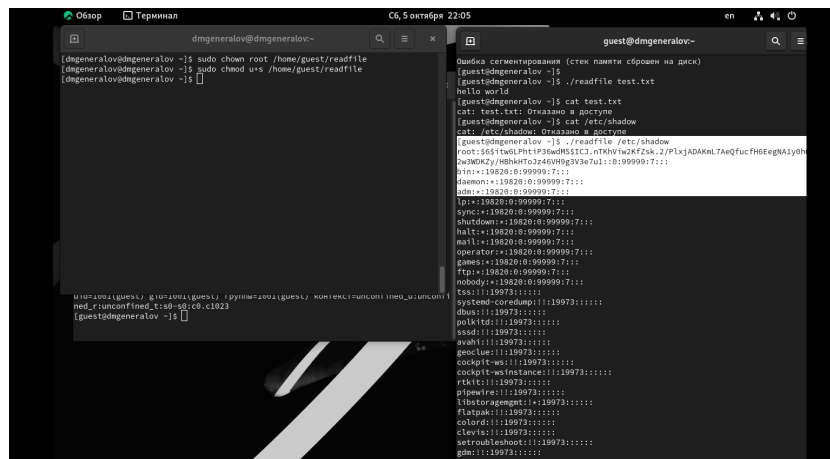 Обзор Терминал Сб, 5 октября 22:05 en
dmgeneralov@dmgeneralov:~
[dmgeneralov@dmgeneralov ~]$ sudo chown root /home/guest/readfile
[dmgeneralov@dmgeneralov ~]$ sudo chmod u+s /home/guest/readfile
[dmgeneralov@dmgeneralov ~]$
uid=1001(guest) gid=1001(guest) группы=1001(guest) контекст=unconfined_u:unconfi
ned_r:unconfined_t:s0-s0:c0.c1023
[guest@dmgeneralov ~]$
guest@dmgeneralov:~
Ошибка сегментирования (стек памяти сброшен на диск)
[guest@dmgeneralov ~]$
[guest@dmgeneralov ~]$ ./readfile test.txt
hello world
[guest@dmgeneralov ~]$ cat test.txt
cat: test.txt: Отказано в доступе
[guest@dmgeneralov ~]$ cat /etc/shadow
cat: /etc/shadow: Отказано в доступе
[guest@dmgeneralov ~]$ ./readfile /etc/shadow
bin:*:19820:0:99999:7:::
daemon:*:19820:0:99999:7:::
adm:*:19820:0:99999:7:::
lp:*:19820:0:99999:7:::
sync:*:19820:0:99999:7:::
shutdown:*:19820:0:99999:7:::
halt:*:19820:0:99999:7:::
mail:*:19820:0:99999:7:::
operator:*:19820:0:99999:7:::
games:*:19820:0:99999:7:::
ftp:*:19820:0:99999:7:::
nobody:*:19820:0:99999:7:::
tss:!!:19973::::::
systemd-coredump:!!:19973::::::
dbus:!!:19973::::::
polkitd:!!:19973::::::
sssd:!!:19973::::::
avahi:!!:19973::::::
geoclue:!!:19973::::::
cockpit-ws:!!:19973::::::
cockpit-wsinstance:!!:19973::::::
rtkit:!!:19973::::::
pipewire:!!:19973::::::
libstoragemgmt:!*:19973::::::
flatpak:!!:19973::::::
colord:!!:19973::::::
clevis:!!:19973::::::
setroubleshoot:!!:19973::::::
gdm:!!:19973::::::